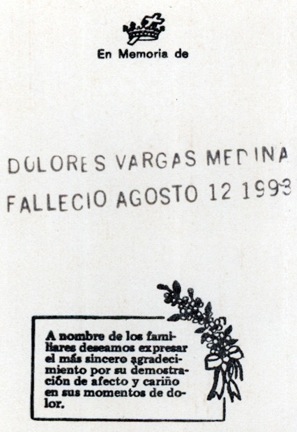 En Memoria de
DOLORES VARGAS MEDINA
FALLECIO AGOSTO 12 1993
A nombre de los fami-
liares deseamos expresar
el más sincero agradeci-
miento por su demostra-
ción de afecto y cariño
en sus momentos de do-
lor.